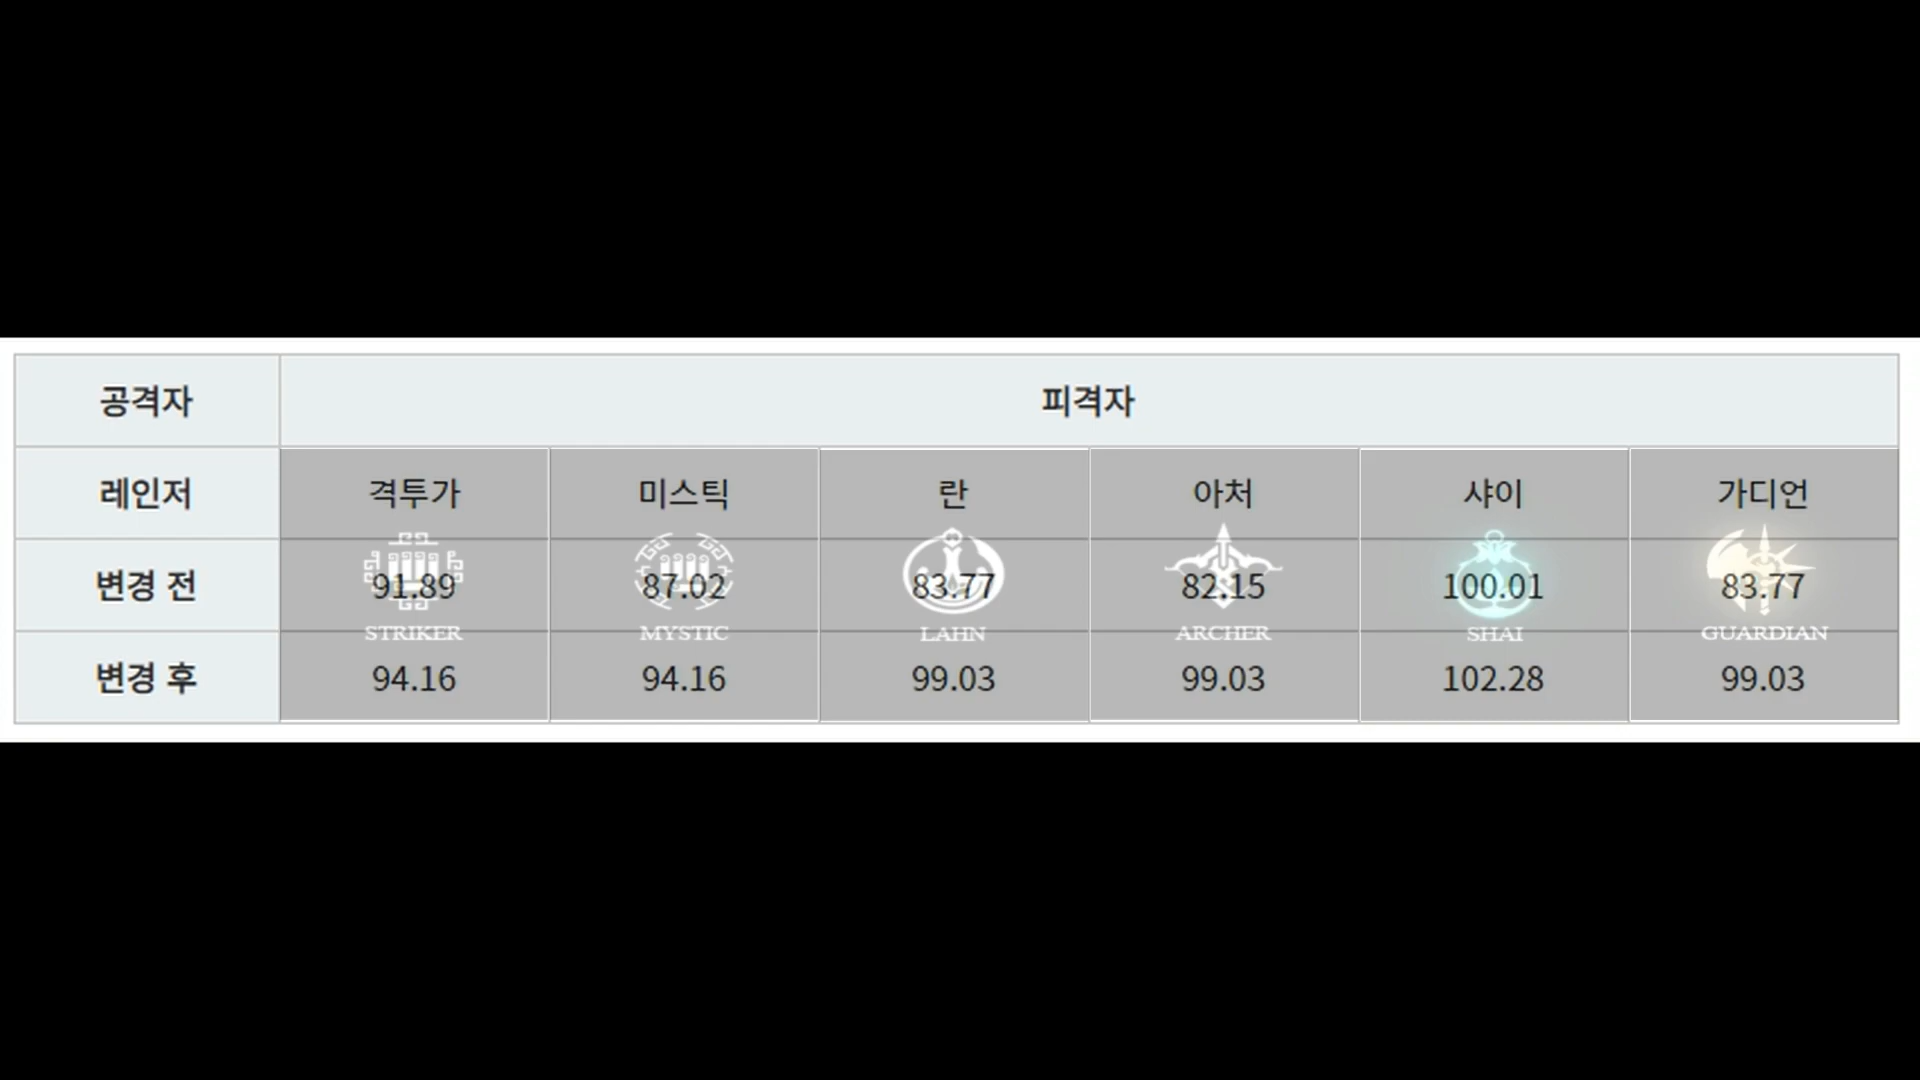 공격자 피격자
레인저 격투가 미스틱 란 아처 샤이 가디언
변경 전 91.89 87.02 83.77 82.15 100.01 83.77
STRIKER MYSTIC LAHN ARCHER SHAI GUARDIAN
변경 후 94.16 94.16 99.03 99.03 102.28 99.03